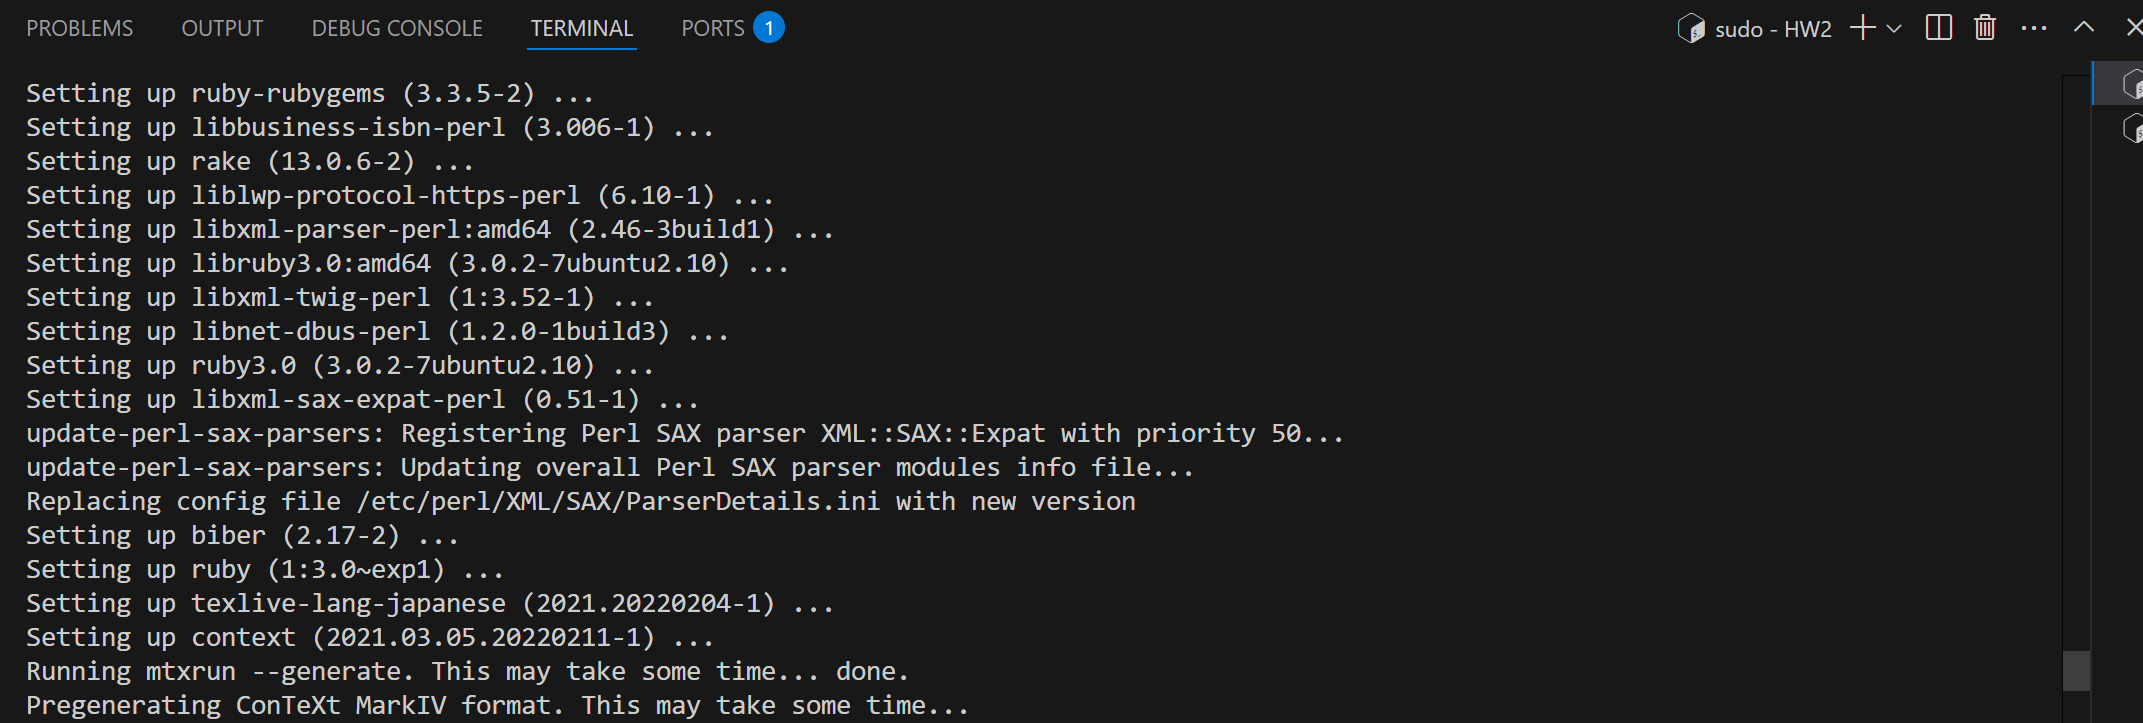 PROBLEMS OUTPUT DEBUG CONSOLE TERMINAL PORTS 1 sudo - HW2
Setting up ruby-rubygems (3.3.5-2) ...
Setting up libbusiness-isbn-perl (3.006-1) ...
Setting up rake (13.0.6-2) ...
Setting up liblwp-protocol-https-perl (6.10-1) ...
Setting up libxml-parser-perl:amd64 (2.46-3build1) ...
Setting up libruby3.0:amd64 (3.0.2-7ubuntu2.10) ...
Setting up libxml-twig-perl (1:3.52-1) ...
Setting up libnet-dbus-perl (1.2.0-1build3) ...
Setting up ruby3.0 (3.0.2-7ubuntu2.10) ...
Setting up libxml-sax-expat-perl (0.51-1) ...
update-perl-sax-parsers: Registering Perl SAX parser XML::SAX::Expat with priority 50...
update-perl-sax-parsers: Updating overall Perl SAX parser modules info file...
Replacing config file /etc/perl/XML/SAX/ParserDetails.ini with new version
Setting up biber (2.17-2) ...
Setting up ruby (1:3.0~exp1) ...
Setting up texlive-lang-japanese (2021.20220204-1) ...
Setting up context (2021.03.05.20220211-1) ...
Running mtxrun --generate. This may take some time... done.
Pregenerating ConTeXt MarkIV format. This may take some time...